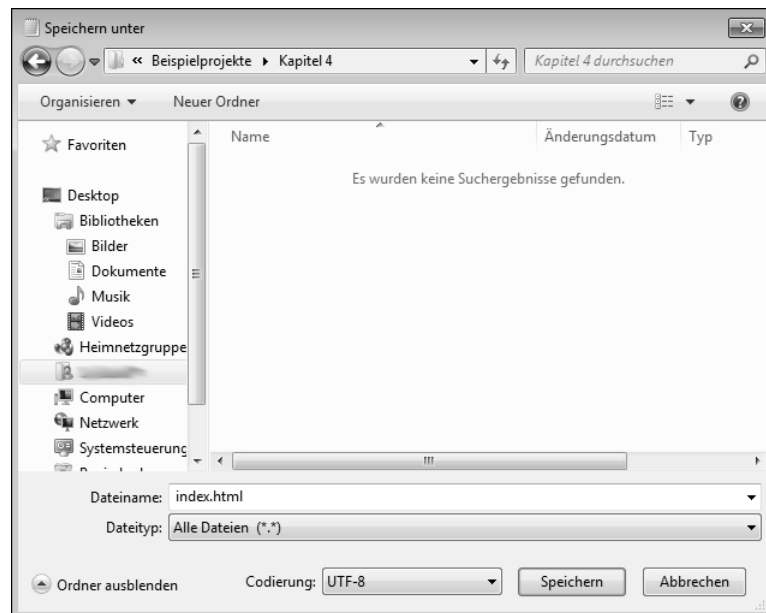 Speichern unter
« Beispielprojekte ▸ Kapitel 4
Kapitel 4 durchsuchen
Organisieren ▾ Neuer Ordner
Favoriten
Desktop
Bibliotheken
Bilder
Dokumente
Musik
Videos
Heimnetzgruppe
Computer
Netzwerk
Systemsteuerung
Name Änderungsdatum Typ
Es wurden keine Suchergebnisse gefunden.
Dateiname: index.html
Dateityp: Alle Dateien (*.*)
Ordner ausblenden Codierung: UTF-8 Speichern Abbrechen